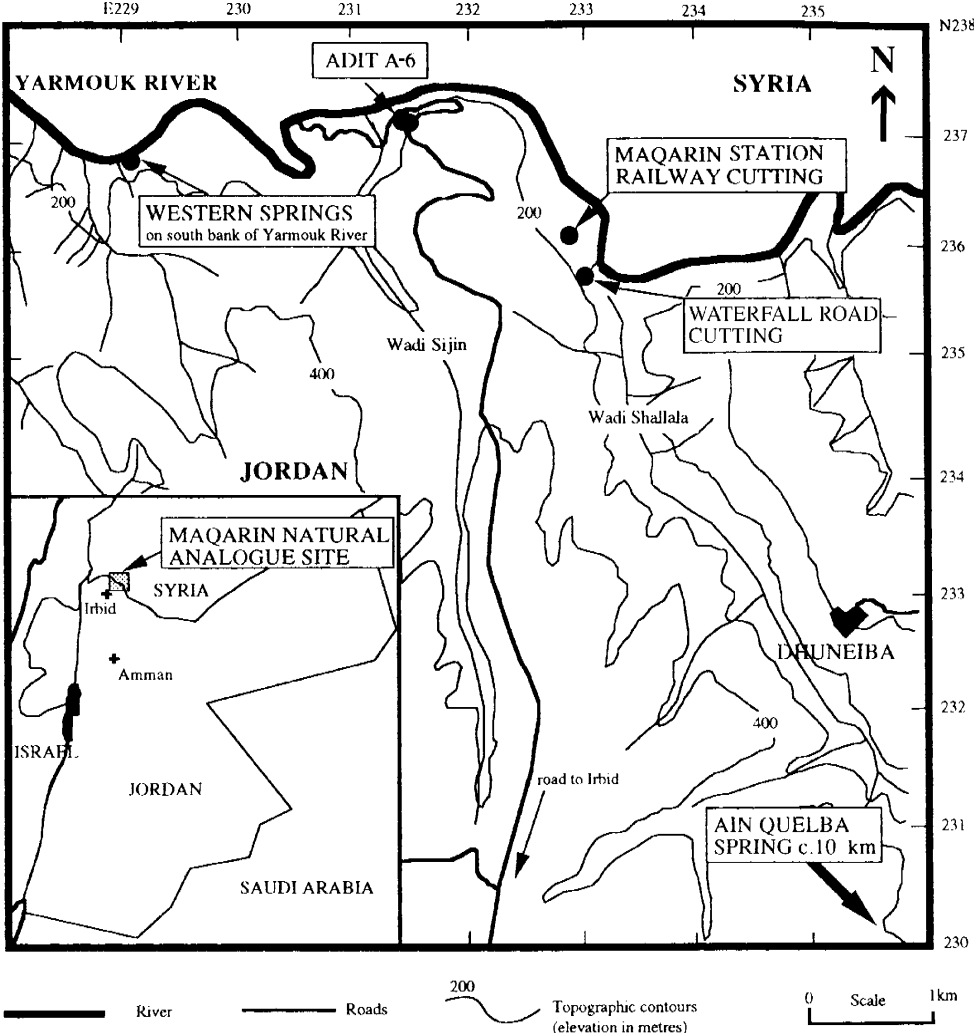 E229 230 231 232 233 234 235
N238
ADIT A-6
YARMOUK RIVER
SYRIA
N
237
MAQARIN STATION
RAILWAY CUTTING
200
WESTERN SPRINGS
on south bank of Yarmouk River
200
236
200
WATERFALL ROAD
CUTTING
Wadi Sijin
235
400
Wadi Shallala
JORDAN
234
MAQARIN NATURAL
ANALOGUE SITE
SYRIA
Irbid
233
DHUNEIBA
Amman
232
400
ISRAEL
JORDAN
road to Irbid
231
AIN QUELBA
SPRING c.10 km
SAUDI ARABIA
230
River
Roads
200
Topographic contours
(elevation in metres)
0 Scale 1km